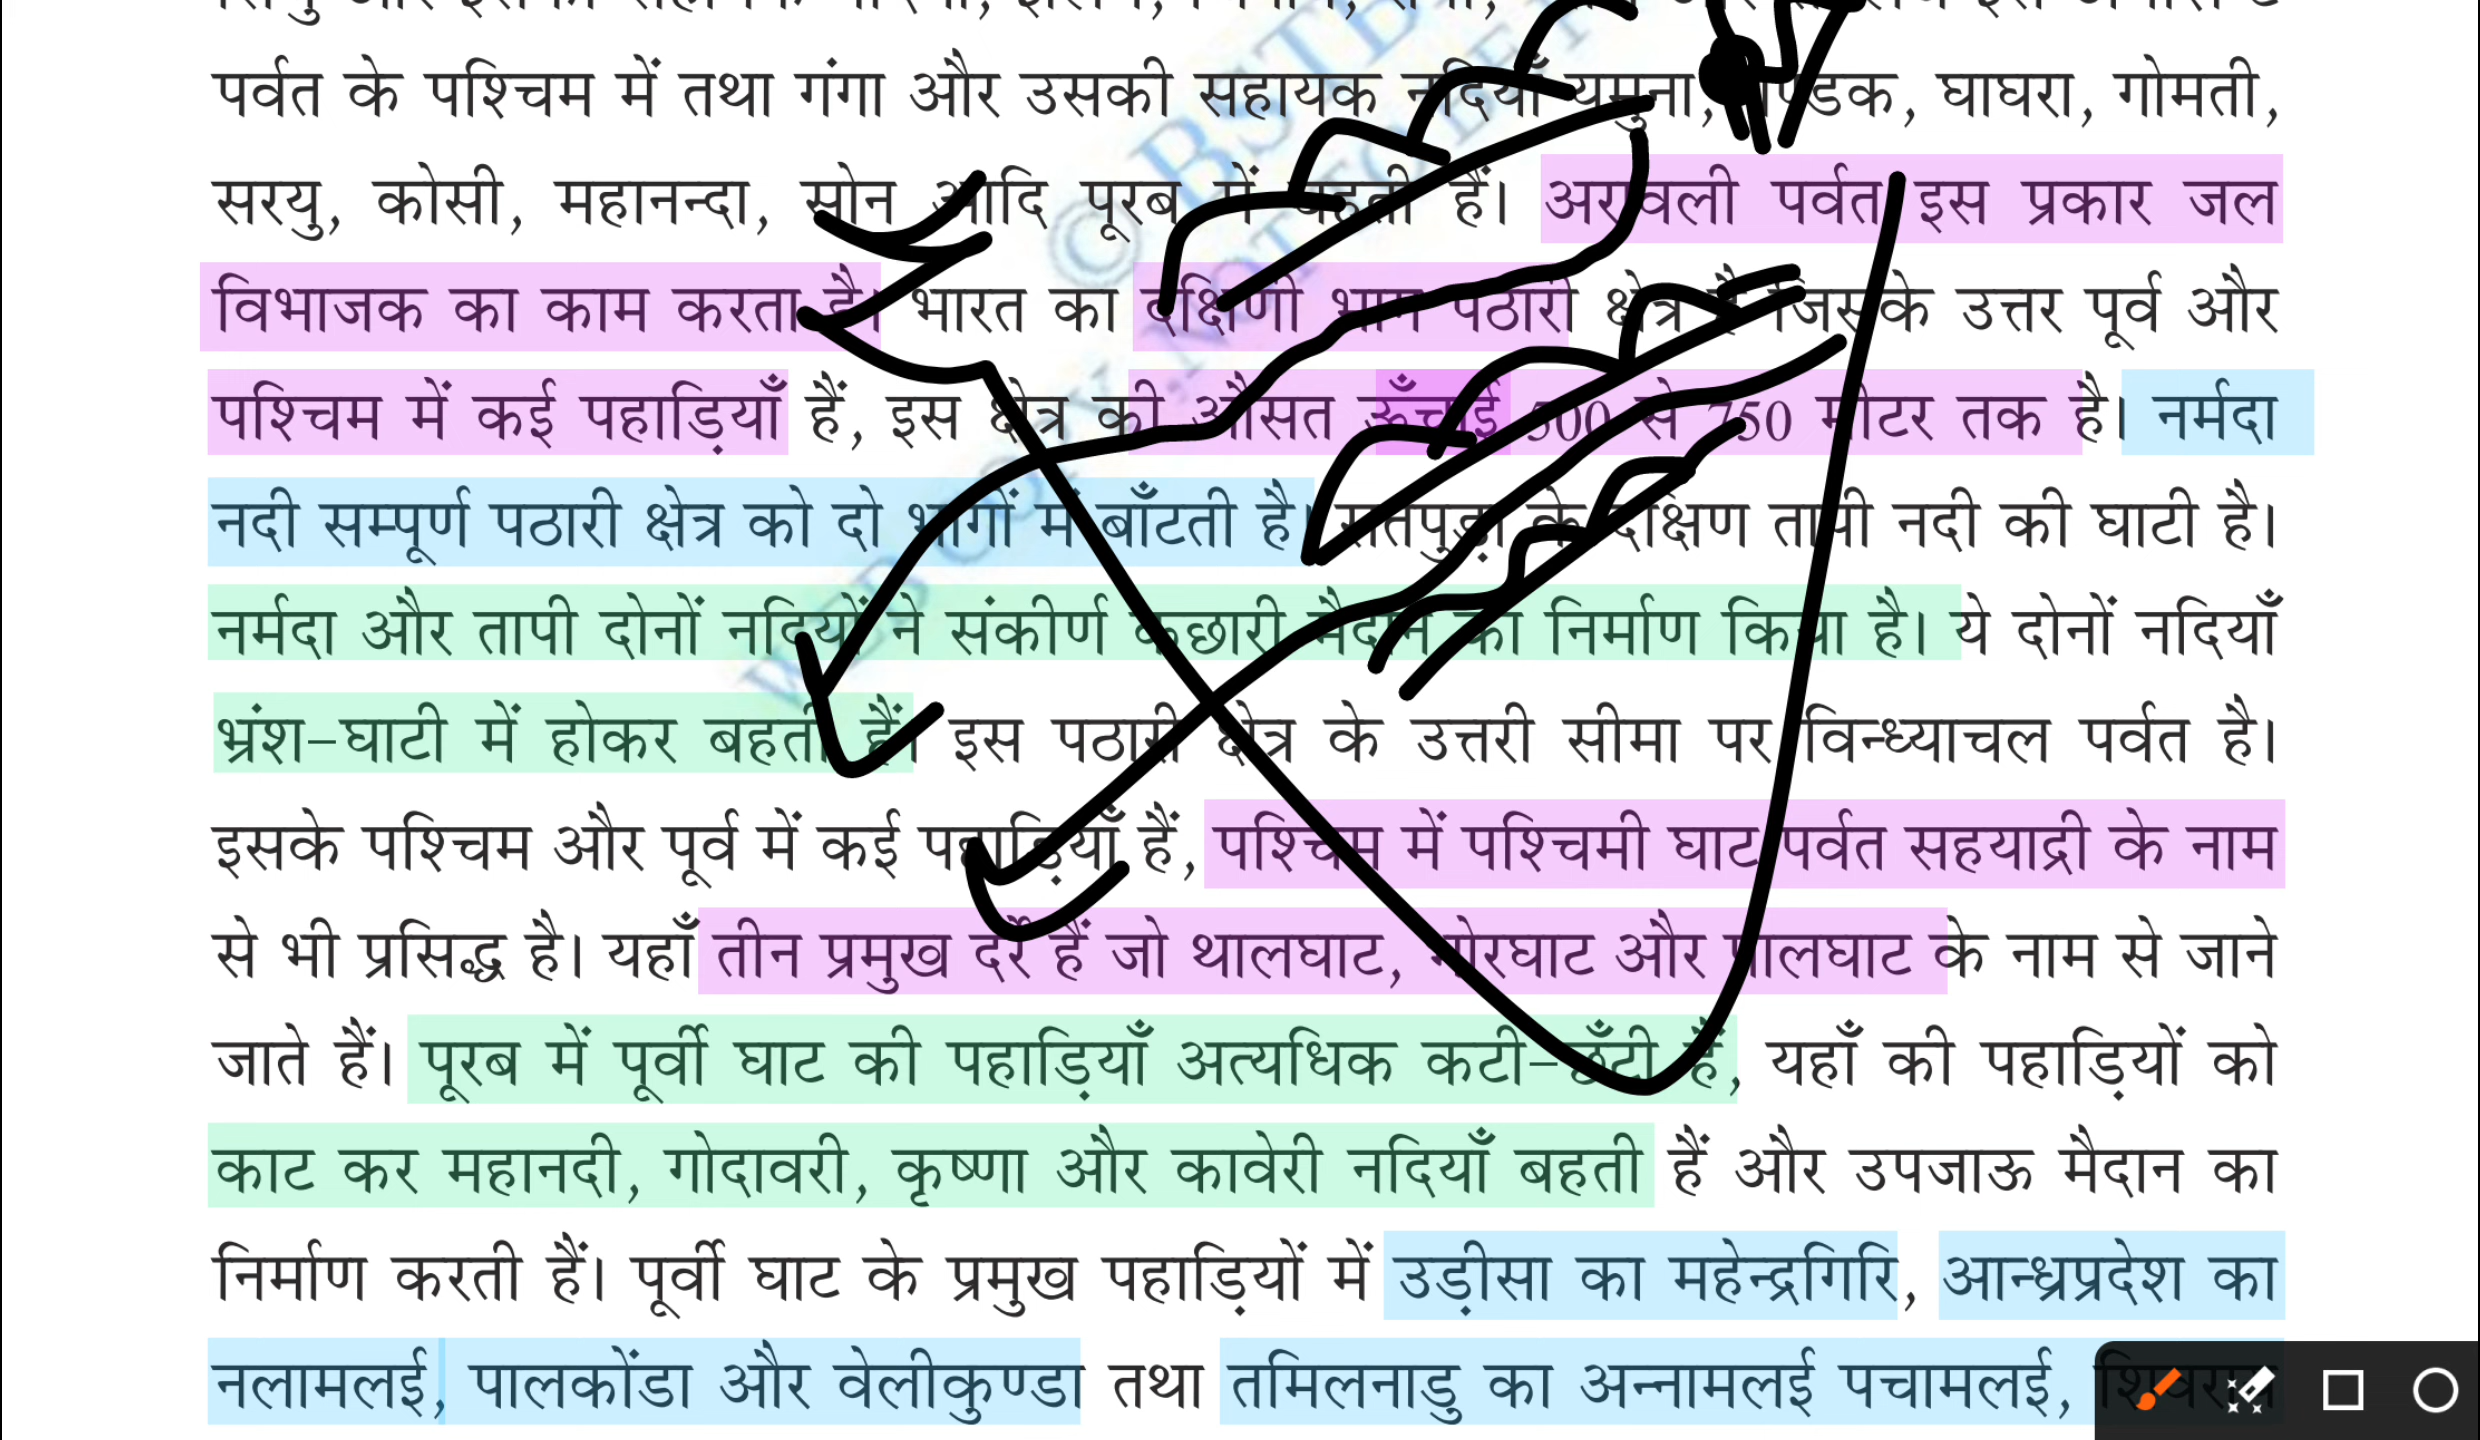 पर्वत के पश्चिम में तथा गंगा और उसकी सहायक नदियाँ यमुना, गण्डक, घाघरा, गोमती,
सरयु, कोसी, महानन्दा, सोन आदि पूरब में बहती हैं। अरावली पर्वत इस प्रकार जल
विभाजक का काम करता है। भारत का दक्षिणी भाग पठारी क्षेत्र है जिसके उत्तर पूर्व और
पश्चिम में कई पहाड़ियाँ हैं, इस क्षेत्र की औसत ऊँचाई 500 से 750 मीटर तक है। नर्मदा
नदी सम्पूर्ण पठारी क्षेत्र को दो भागों में बाँटती है। सतपुड़ा के दक्षिण तापी नदी की घाटी है।
नर्मदा और तापी दोनों नदियों ने संकीर्ण कछारी मैदान का निर्माण किया है। ये दोनों नदियाँ
भ्रंश-घाटी में होकर बहती हैं। इस पठारी क्षेत्र के उत्तरी सीमा पर विन्ध्याचल पर्वत है।
इसके पश्चिम और पूर्व में कई पहाड़ियाँ हैं, पश्चिम में पश्चिमी घाट पर्वत सहयाद्री के नाम
से भी प्रसिद्ध है। यहाँ तीन प्रमुख दर्रे हैं जो थालघाट, भोरघाट और पालघाट के नाम से जाने
जाते हैं। पूरब में पूर्वी घाट की पहाड़ियाँ अत्यधिक कटी-छँटी हैं, यहाँ की पहाड़ियों को
काट कर महानदी, गोदावरी, कृष्णा और कावेरी नदियाँ बहती हैं और उपजाऊ मैदान का
निर्माण करती हैं। पूर्वी घाट के प्रमुख पहाड़ियों में उड़ीसा का महेन्द्रगिरि, आन्ध्रप्रदेश का
नलामलई, पालकोंडा और वेलीकुण्डा तथा तमिलनाडु का अन्नामलई पचामलई,